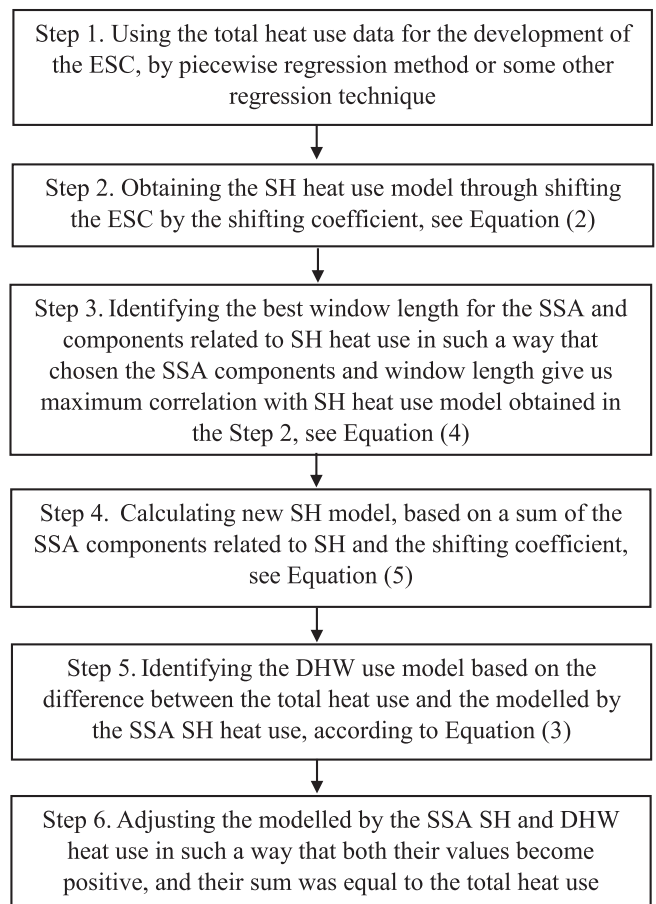 Step 1. Using the total heat use data for the development of
the ESC, by piecewise regression method or some other
regression technique
Step 2. Obtaining the SH heat use model through shifting
the ESC by the shifting coefficient, see Equation (2)
Step 3. Identifying the best window length for the SSA and
components related to SH heat use in such a way that
chosen the SSA components and window length give us
maximum correlation with SH heat use model obtained in
the Step 2, see Equation (4)
Step 4. Calculating new SH model, based on a sum of the
SSA components related to SH and the shifting coefficient,
see Equation (5)
Step 5. Identifying the DHW use model based on the
difference between the total heat use and the modelled by
the SSA SH heat use, according to Equation (3)
Step 6. Adjusting the modelled by the SSA SH and DHW
heat use in such a way that both their values become
positive, and their sum was equal to the total heat use